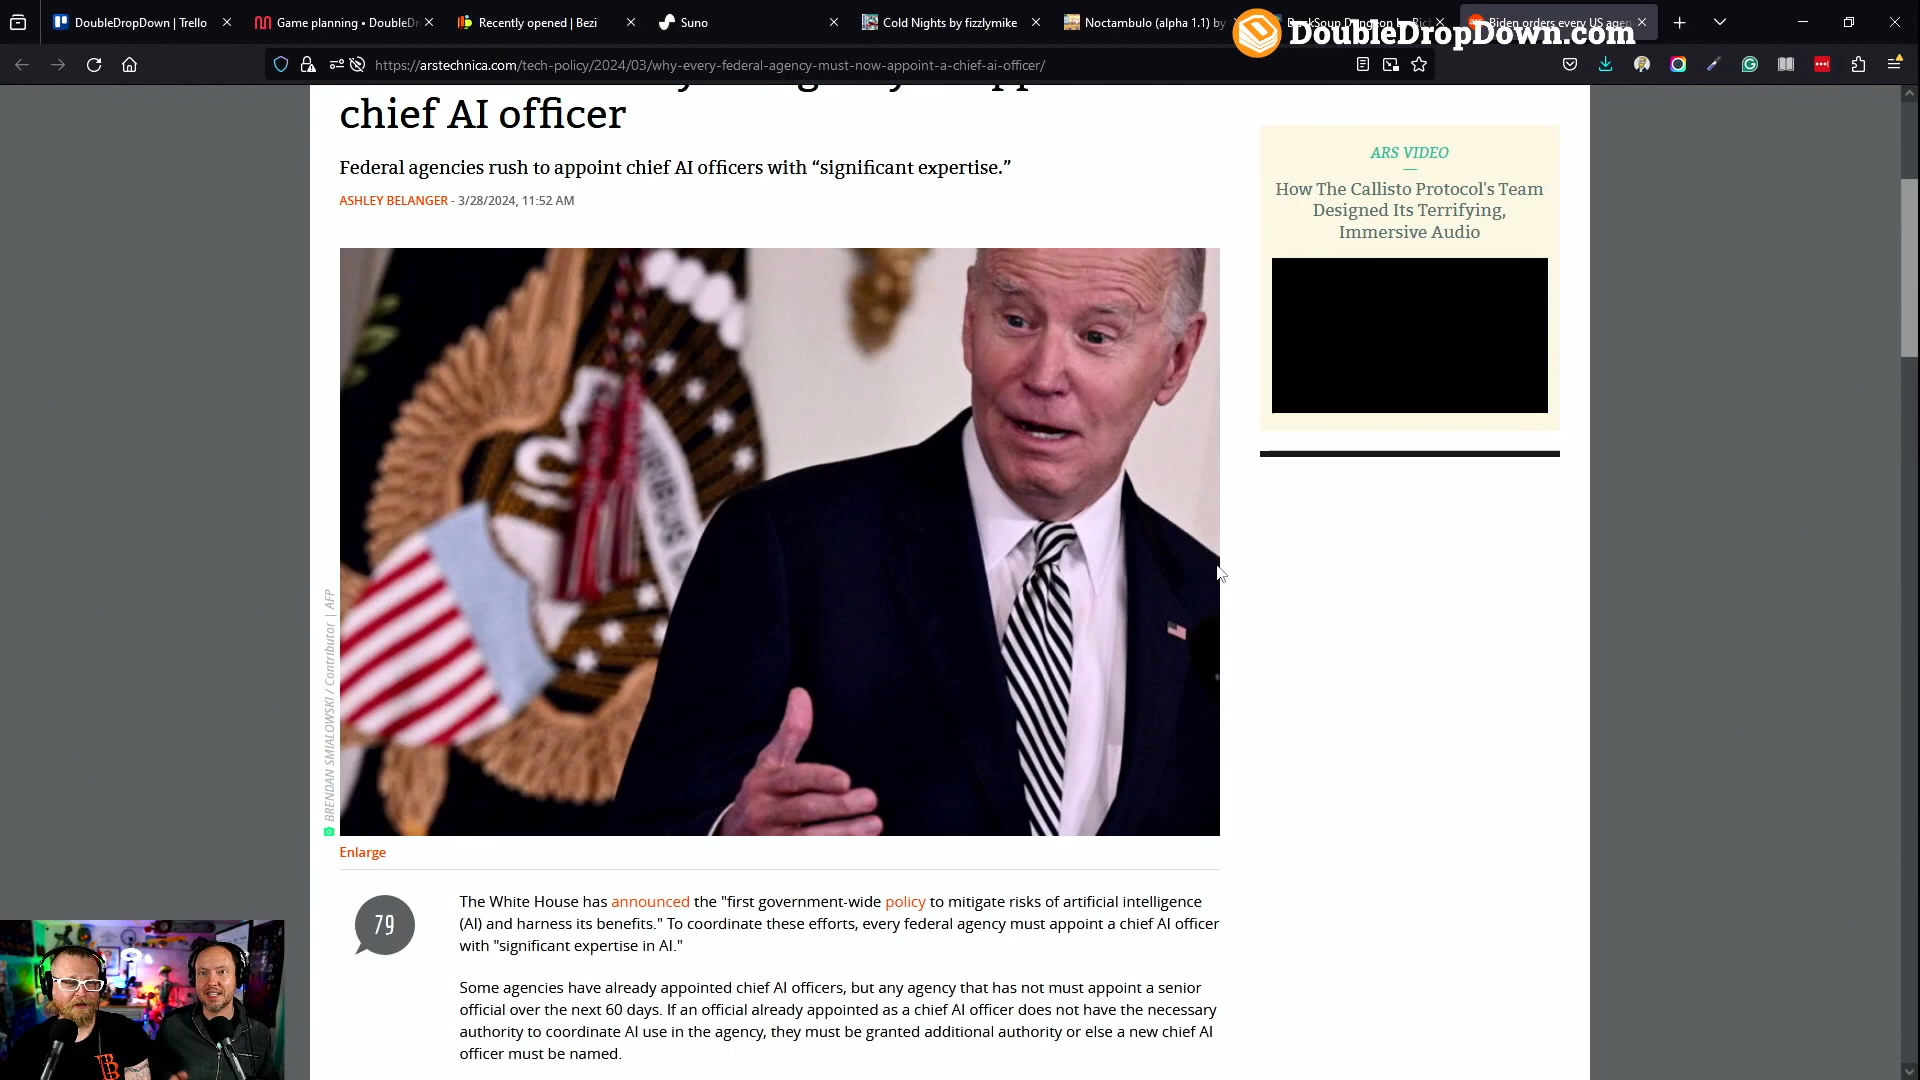 DoubleDropDown | Trello
Game planning • DoubleDr
Recently opened | Bezi
Suno
Cold Nights by fizzlymike
Noctambulo (alpha 1.1) by
DuckSoup Dungeon by
Biden orders every US agen
DOUBLEDROPDOWN.COM
https://arstechnica.com/tech-policy/2024/03/why-every-federal-agency-must-now-appoint-a-chief-ai-officer/
chief AI officer
Federal agencies rush to appoint chief AI officers with “significant expertise.”
ASHLEY BELANGER - 3/28/2024, 11:52 AM
ARS VIDEO
How The Callisto Protocol's Team
Designed Its Terrifying,
Immersive Audio
BRENDAN SMIALOWSKI / Contributor | AFP
Enlarge
79
The White House has announced the "first government-wide policy to mitigate risks of artificial intelligence
(AI) and harness its benefits." To coordinate these efforts, every federal agency must appoint a chief AI officer
with "significant expertise in AI."
Some agencies have already appointed chief AI officers, but any agency that has not must appoint a senior
official over the next 60 days. If an official already appointed as a chief AI officer does not have the necessary
authority to coordinate AI use in the agency, they must be granted additional authority or else a new chief AI
officer must be named.